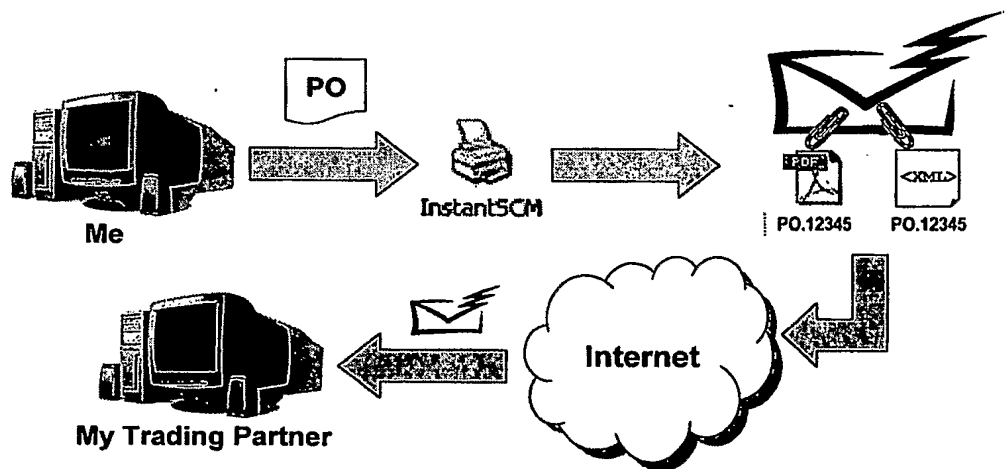 PO
Me
InstantSCM
PDF
<XML>
PO.12345
PO.12345
Internet
My Trading Partner